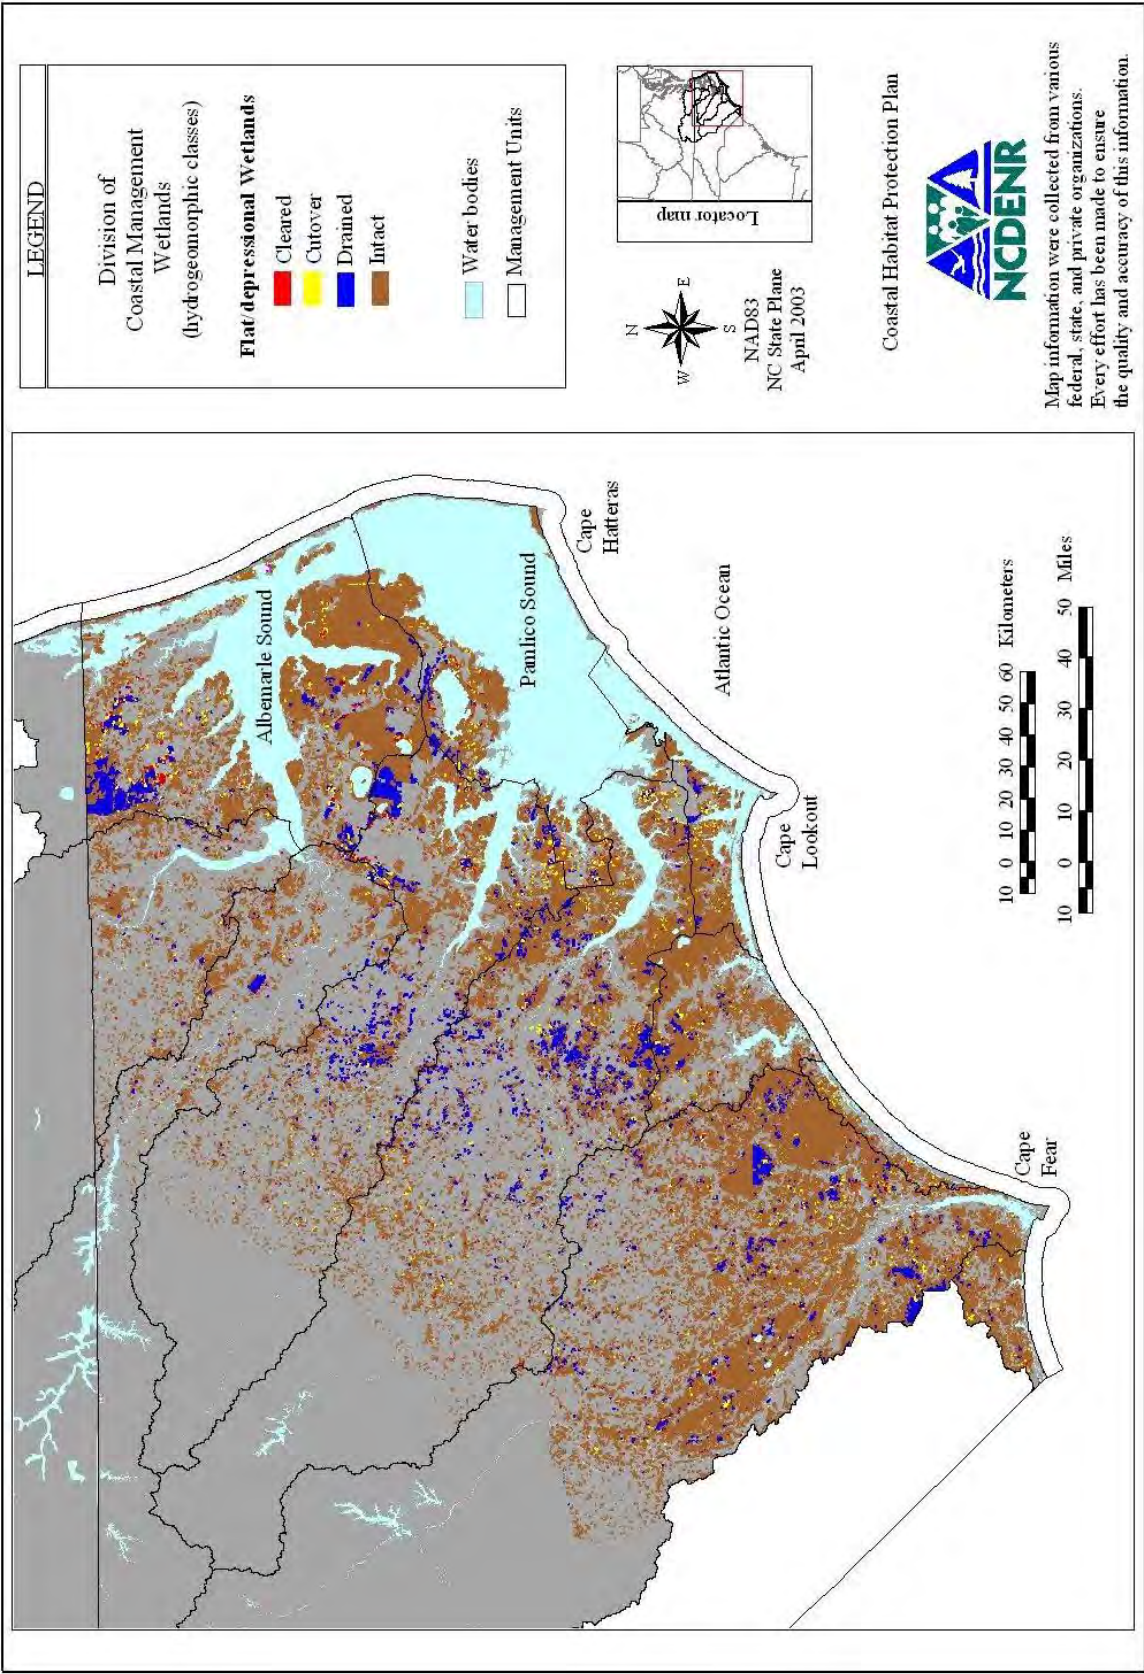 LEGEND
Division of
Coastal Management
Wetlands
(hydrogeomorphic classes)
Flat/depressional Wetlands
Cleared
Cutover
Drained
Intact
Water bodies
Management Units
Locator map
N
W
E
S
NAD83
NC State Plane
April 2003
Coastal Habitat Protection Plan
NCDENR
Map information were collected from various
federal, state, and private organizations.
Every effort has been made to ensure
the quality and accuracy of this information.
Albemarle Sound
Pamlico Sound
Cape
Hatteras
Atlantic Ocean
Cape
Lookout
Cape
Fear
10 0 10 20 30 40 50 60 Kilometers
10 0 10 20 30 40 50 Miles